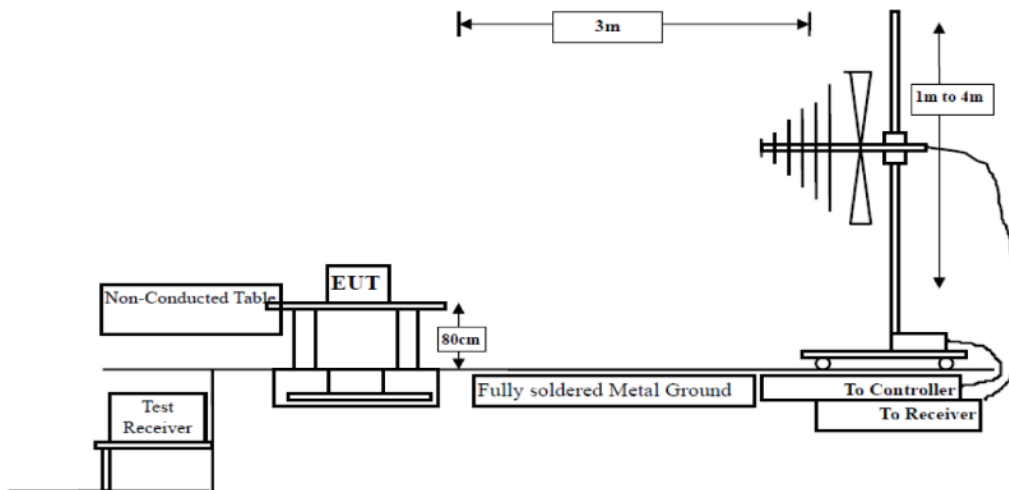 3m
1m to 4m
EUT
Non-Conducted Table
80cm
Fully soldered Metal Ground
To Controller
To Receiver
Test
Receiver